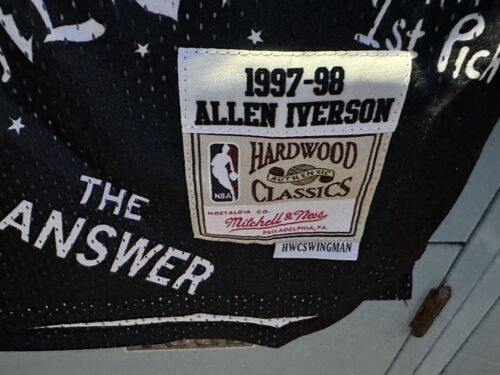 1st Pick
1997-98
ALLEN IVERSON
NBA
HARDWOOD
AUTHENTIC
CLASSICS
NOSTALGIA CO.
Mitchell & Ness
PHILADELPHIA, PA.
HWCSWINGMAN
THE
ANSWER